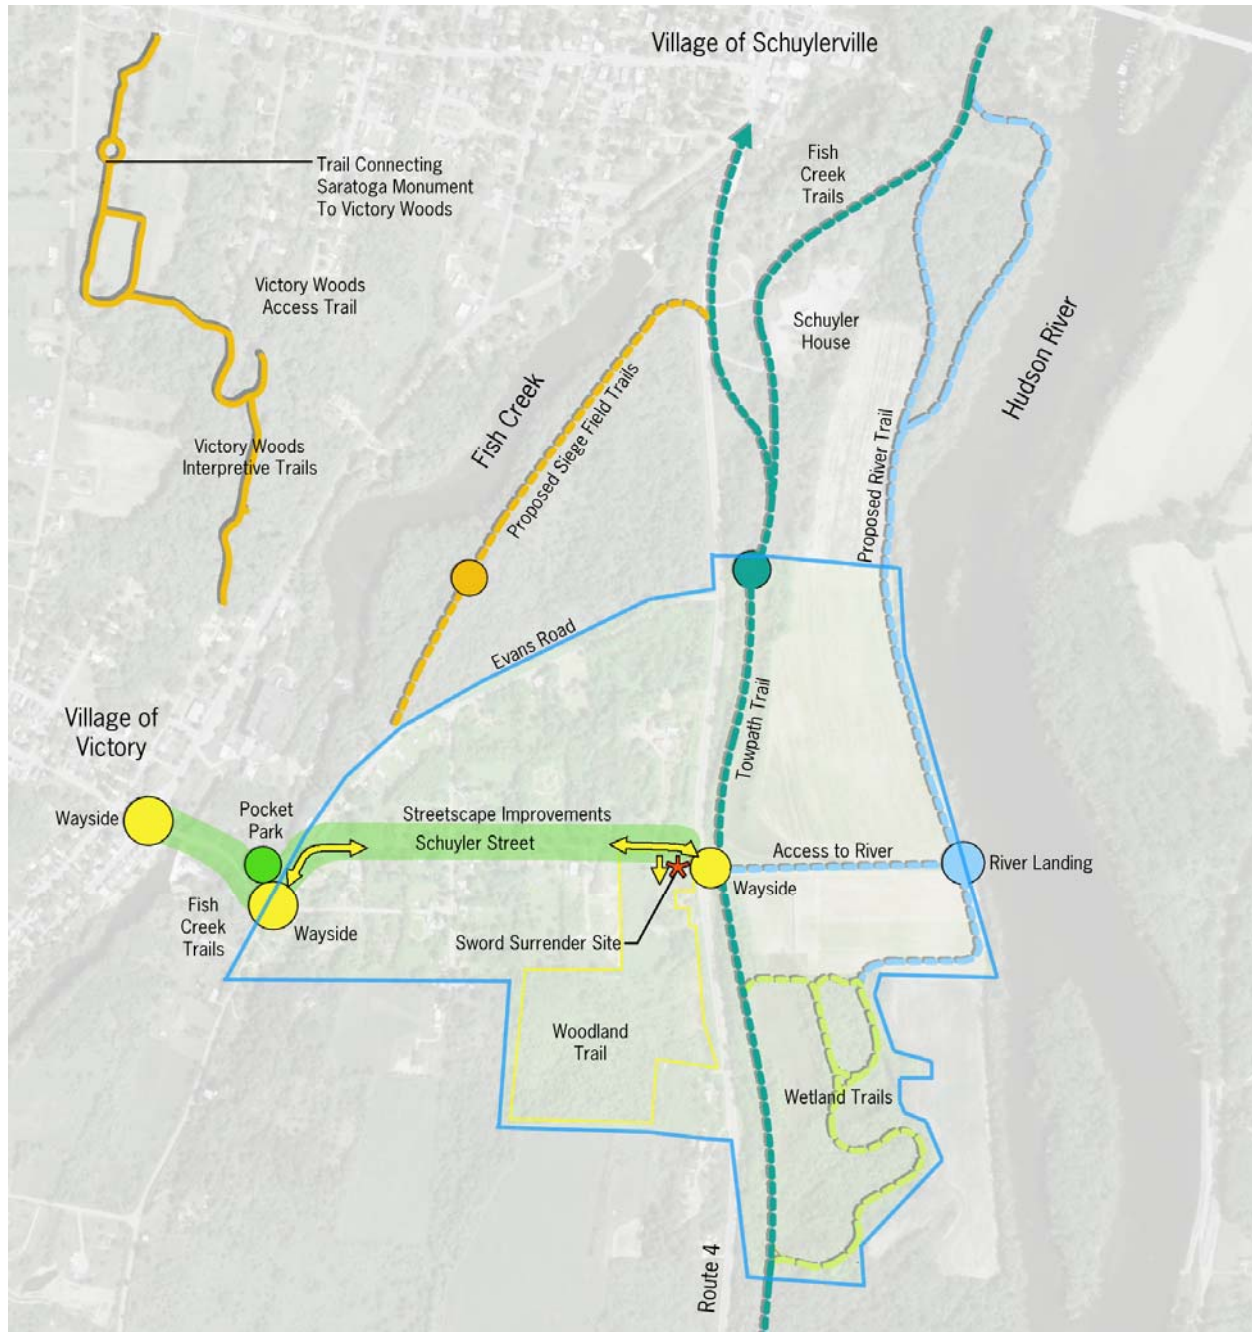 Village of Schuylerville
Trail Connecting
Saratoga Monument
To Victory Woods
Fish
Creek
Trails
Victory Woods
Access Trail
Schuyler
House
Hudson River
Fish Creek
Proposed Siege Field Trails
Victory Woods
Interpretive Trails
Proposed River Trail
Evans Road
Towpath Trail
Village of
Victory
Wayside
Pocket
Park
Streetscape Improvements
Schuyler Street
Access to River
River Landing
Wayside
Fish
Creek
Trails
Wayside
Sword Surrender Site
Woodland
Trail
Wetland Trails
Route 4